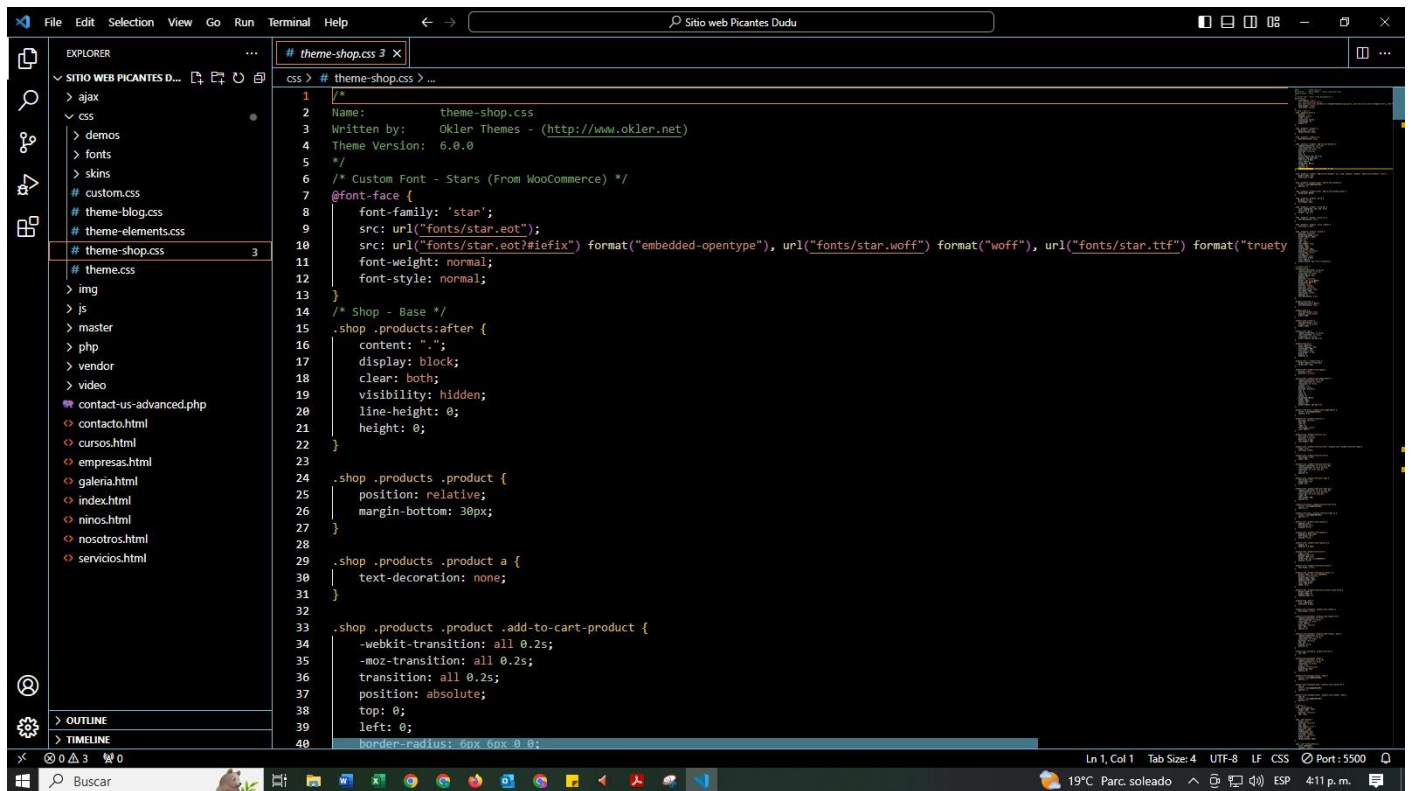 File Edit Selection View Go Run Terminal Help
Sitio web Picantes Dudu
EXPLORER
SITIO WEB PICANTES D...
ajax
css
demos
fonts
skins
# custom.css
# theme-blog.css
# theme-elements.css
# theme-shop.css 3
# theme.css
img
js
master
php
vendor
video
contact-us-advanced.php
contacto.html
cursos.html
empresas.html
galeria.html
index.html
ninos.html
nosotros.html
servicios.html
OUTLINE
TIMELINE
# theme-shop.css 3
css > # theme-shop.css > ...
1 /*
2 Name: theme-shop.css
3 Written by: Okler Themes - (http://www.okler.net)
4 Theme Version: 6.0.0
5 */
6 /* Custom Font - Stars (From WooCommerce) */
7 @font-face {
8 font-family: 'star';
9 src: url("fonts/star.eot");
10 src: url("fonts/star.eot?#iefix") format("embedded-opentype"), url("fonts/star.woff") format("woff"), url("fonts/star.ttf") format("truety
11 font-weight: normal;
12 font-style: normal;
13 }
14 /* Shop - Base */
15 .shop .products:after {
16 content: ".";
17 display: block;
18 clear: both;
19 visibility: hidden;
20 line-height: 0;
21 height: 0;
22 }
23
24 .shop .products .product {
25 position: relative;
26 margin-bottom: 30px;
27 }
28
29 .shop .products .product a {
30 text-decoration: none;
31 }
32
33 .shop .products .product .add-to-cart-product {
34 -webkit-transition: all 0.2s;
35 -moz-transition: all 0.2s;
36 transition: all 0.2s;
37 position: absolute;
38 top: 0;
39 left: 0;
40 border-radius: 6px 6px 0 0;
0 3 0
Ln 1, Col 1 Tab Size: 4 UTF-8 LF CSS Port : 5500
Buscar
19°C Parc. soleado ESP 4:11 p. m.